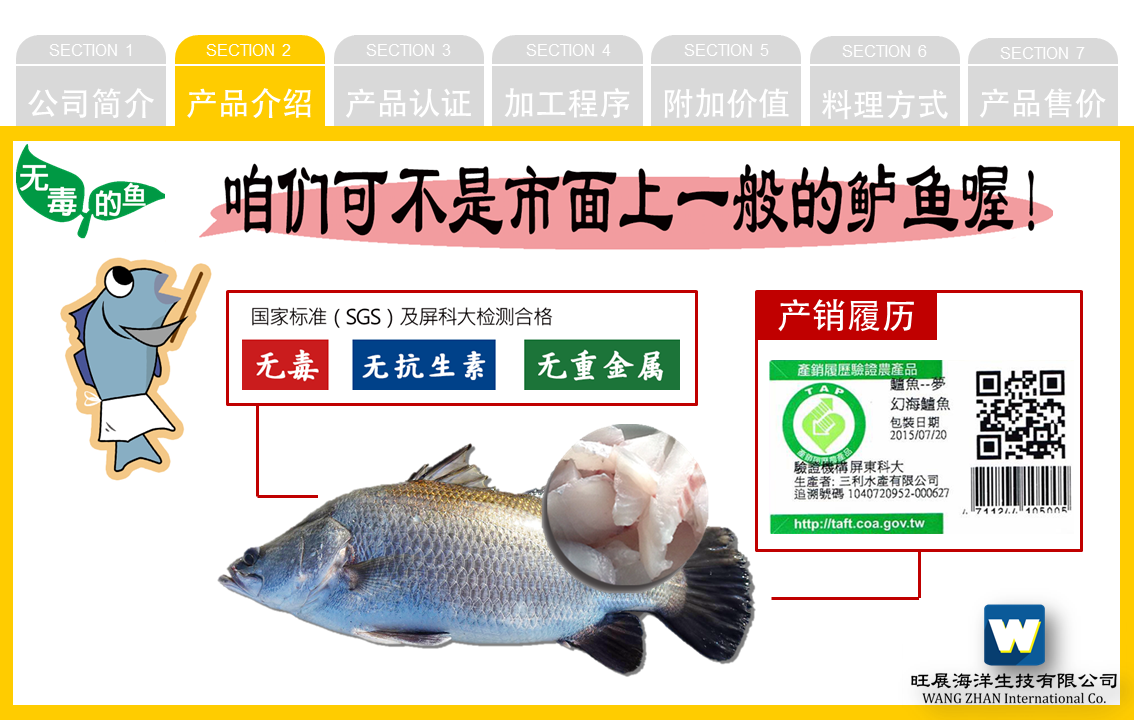 SECTION 1
公司简介
SECTION 2
产品介绍
SECTION 3
产品认证
SECTION 4
加工程序
SECTION 5
附加价值
SECTION 6
料理方式
SECTION 7
产品售价
无毒的鱼
咱们可不是市面上一般的鲈鱼喔！
国家标准（SGS）及屏科大检测合格
无毒
无抗生素
无重金属
产销履历
產銷履歷驗證農產品
TAP
產銷履歷農產品
鱸魚--夢
幻海鱸魚
包裝日期
2015/07/20
驗證機構屏東科大
生產者: 三利水產有限公司
追溯號碼 1040720952-000627
http://taft.coa.gov.tw
4711244 105005
W
旺展海洋生技有限公司
WANG ZHAN International Co.